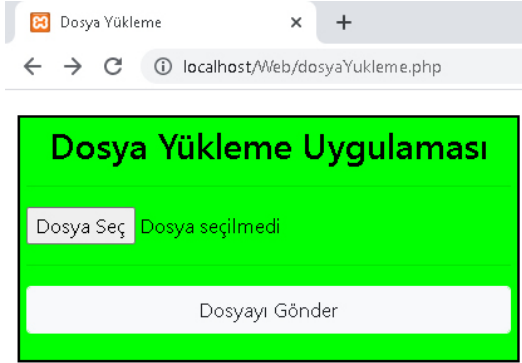 Dosya Yükleme
localhost/Web/dosyaYukleme.php
Dosya Yükleme Uygulaması
Dosya Seç Dosya seçilmedi
Dosyayı Gönder